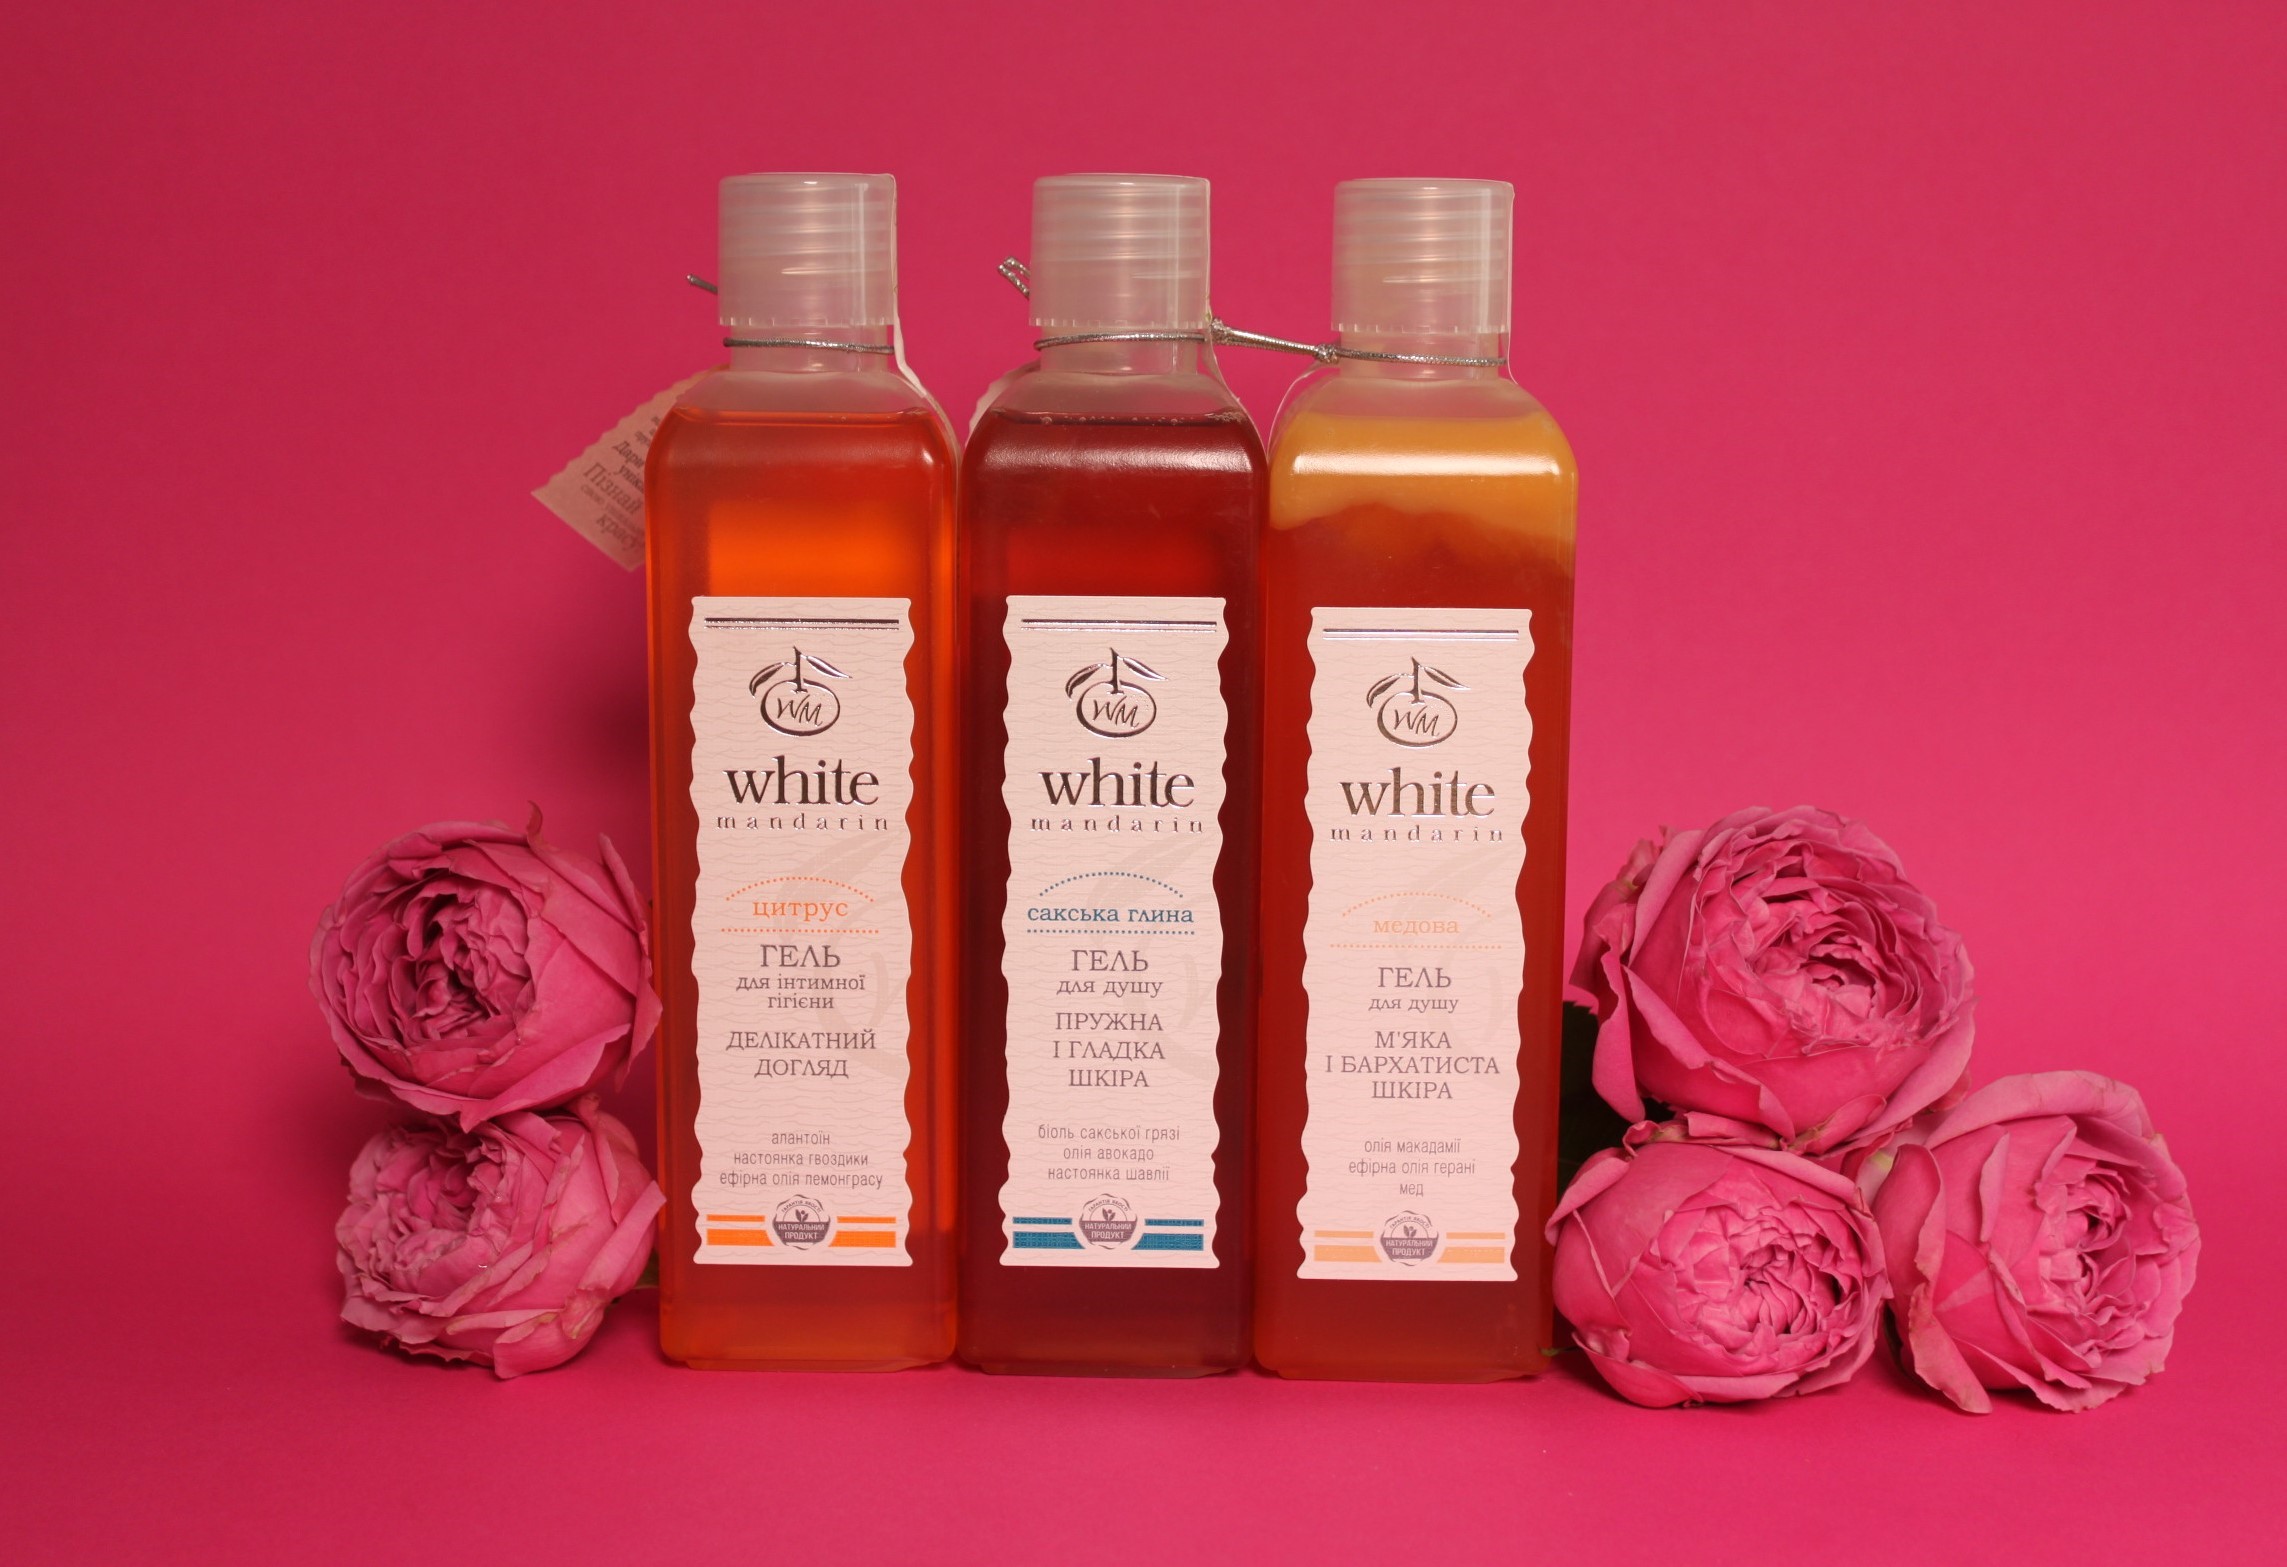 WM
white
mandarin
цитрус
ГЕЛЬ
для інтимної
гігієни
ДЕЛІКАТНИЙ
ДОГЛЯД
алантоїн
настоянка гвоздики
ефірна олія лемонграсу
НАТУРАЛЬНИЙ
ПРОДУКТ
WM
white
mandarin
сакська глина
ГЕЛЬ
для душу
ПРУЖНА
І ГЛАДКА
ШКІРА
біоль сакської грязі
олія авокадо
настоянка шавлії
НАТУРАЛЬНИЙ
ПРОДУКТ
WM
white
mandarin
медова
ГЕЛЬ
для душу
М'ЯКА
І БАРХАТИСТА
ШКІРА
олія макадамії
ефірна олія герані
мед
НАТУРАЛЬНИЙ
ПРОДУКТ
Пізнай